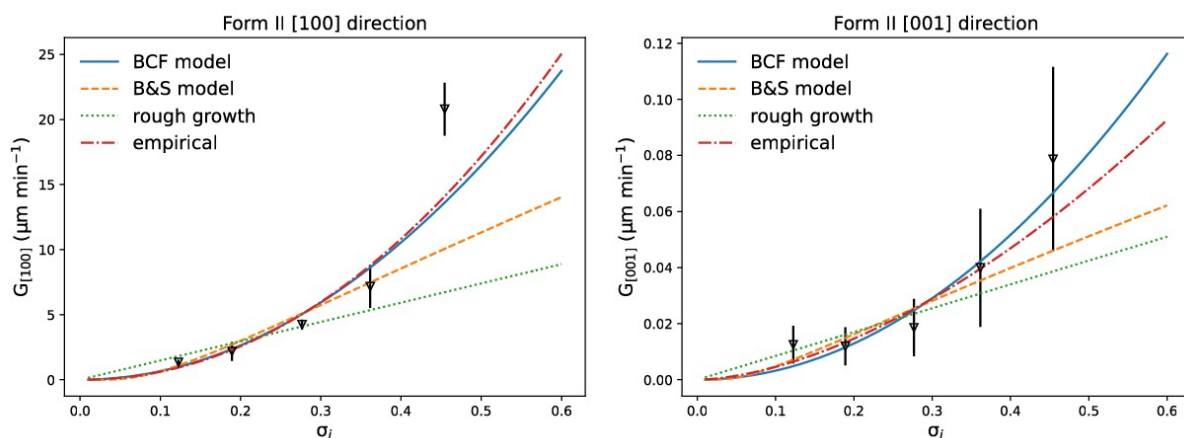 Form II [100] direction
25
20
15
10
5
0
G[100] (μm min⁻¹)
BCF model
B&S model
rough growth
empirical
0.0 0.1 0.2 0.3 0.4 0.5 0.6
σi
Form II [001] direction
0.12
0.10
0.08
0.06
0.04
0.02
0.00
G[001] (μm min⁻¹)
BCF model
B&S model
rough growth
empirical
0.0 0.1 0.2 0.3 0.4 0.5 0.6
σi